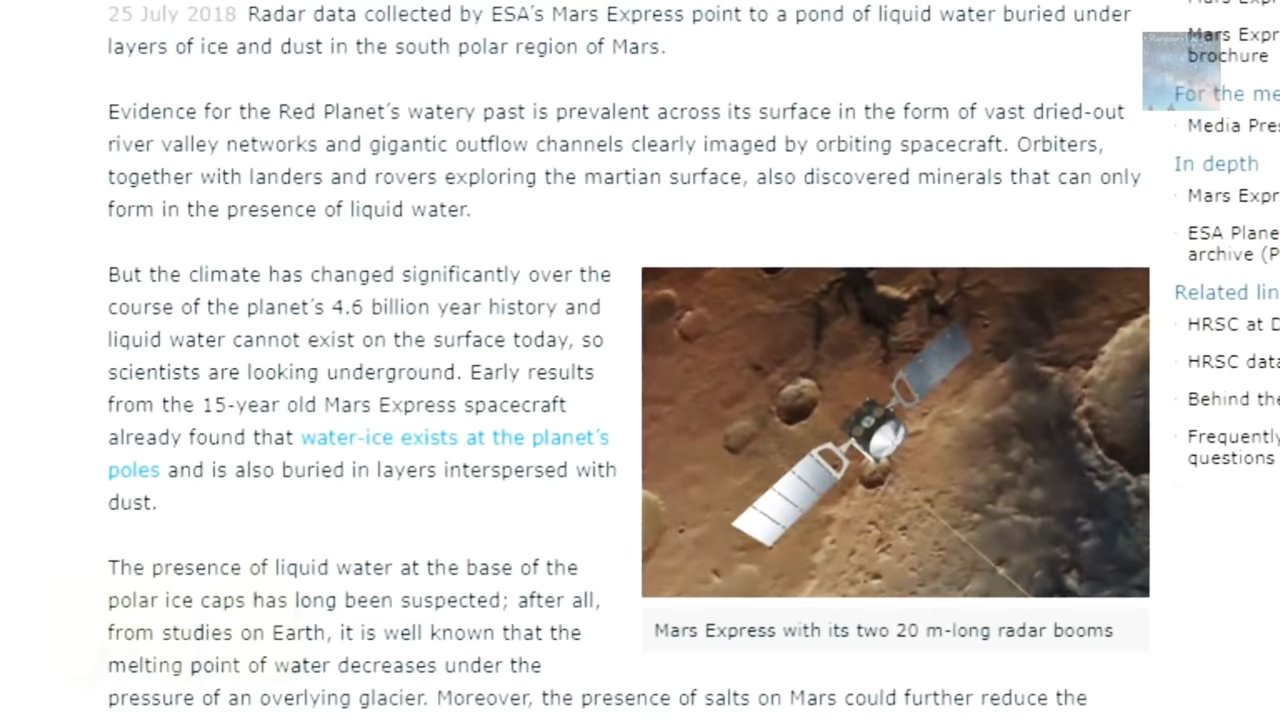 25 July 2018 Radar data collected by ESA's Mars Express point to a pond of liquid water buried under
layers of ice and dust in the south polar region of Mars.
Evidence for the Red Planet's watery past is prevalent across its surface in the form of vast dried-out
river valley networks and gigantic outflow channels clearly imaged by orbiting spacecraft. Orbiters,
together with landers and rovers exploring the martian surface, also discovered minerals that can only
form in the presence of liquid water.
But the climate has changed significantly over the
course of the planet's 4.6 billion year history and
liquid water cannot exist on the surface today, so
scientists are looking underground. Early results
from the 15-year old Mars Express spacecraft
already found that water-ice exists at the planet's
poles and is also buried in layers interspersed with
dust.
The presence of liquid water at the base of the
polar ice caps has long been suspected; after all,
from studies on Earth, it is well known that the
melting point of water decreases under the
pressure of an overlying glacier. Moreover, the presence of salts on Mars could further reduce the
Mars Express with its two 20 m-long radar booms
Mars Expr
brochure
For the me
Media Pre
In depth
Mars Expr
ESA Plane
archive (P
Related lin
HRSC at D
HRSC data
Behind the
Frequently
questions